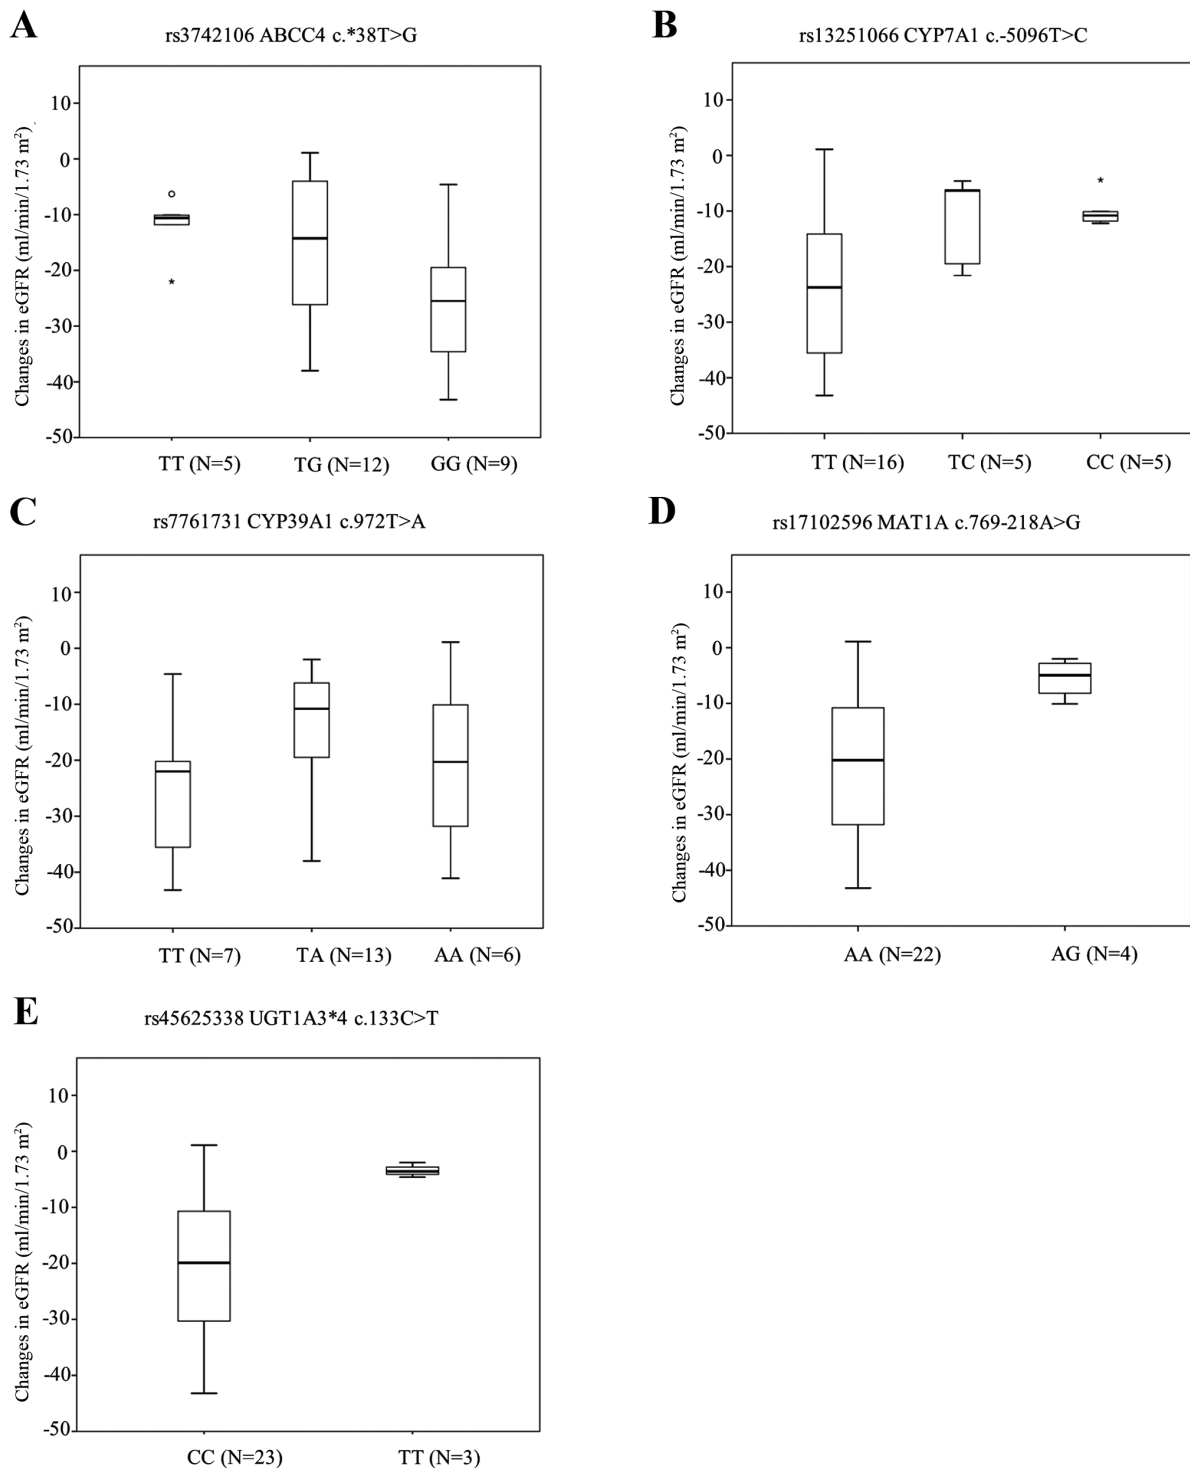 A
rs3742106 ABCC4 c.*38T>G
Changes in eGFR (ml/min/1.73 m²)
10
0
-10
-20
-30
-40
-50
TT (N=5) TG (N=12) GG (N=9)
B
rs13251066 CYP7A1 c.-5096T>C
Changes in eGFR (ml/min/1.73 m²)
10
0
-10
-20
-30
-40
-50
TT (N=16) TC (N=5) CC (N=5)
C
rs7761731 CYP39A1 c.972T>A
Changes in eGFR (ml/min/1.73 m²)
10
0
-10
-20
-30
-40
-50
TT (N=7) TA (N=13) AA (N=6)
D
rs17102596 MAT1A c.769-218A>G
Changes in eGFR (ml/min/1.73 m²)
10
0
-10
-20
-30
-40
-50
AA (N=22) AG (N=4)
E
rs45625338 UGT1A3*4 c.133C>T
Changes in eGFR (ml/min/1.73 m²)
10
0
-10
-20
-30
-40
-50
CC (N=23) TT (N=3)